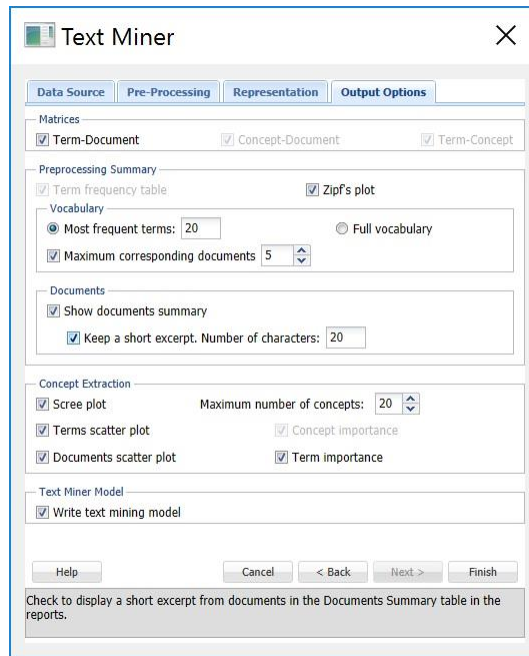 Text Miner
Data Source Pre-Processing Representation Output Options
Matrices
Term-Document Concept-Document Term-Concept
Preprocessing Summary
Term frequency table Zipf's plot
Vocabulary
Most frequent terms: 20 Full vocabulary
Maximum corresponding documents 5
Documents
Show documents summary
Keep a short excerpt. Number of characters: 20
Concept Extraction
Scree plot Maximum number of concepts: 20
Terms scatter plot Concept importance
Documents scatter plot Term importance
Text Miner Model
Write text mining model
Help Cancel < Back Next > Finish
Check to display a short excerpt from documents in the Documents Summary table in the
reports.